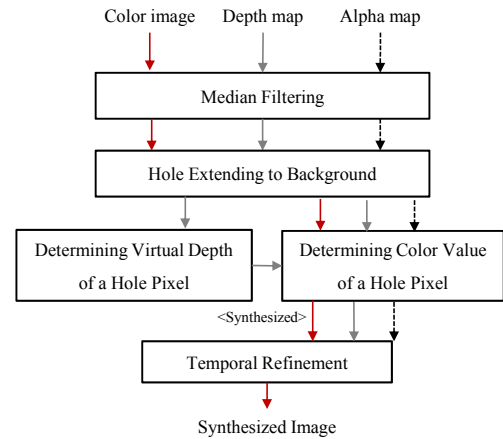 Color image Depth map Alpha map
Median Filtering
Hole Extending to Background
Determining Virtual Depth
of a Hole Pixel
Determining Color Value
of a Hole Pixel
<Synthesized>
Temporal Refinement
Synthesized Image